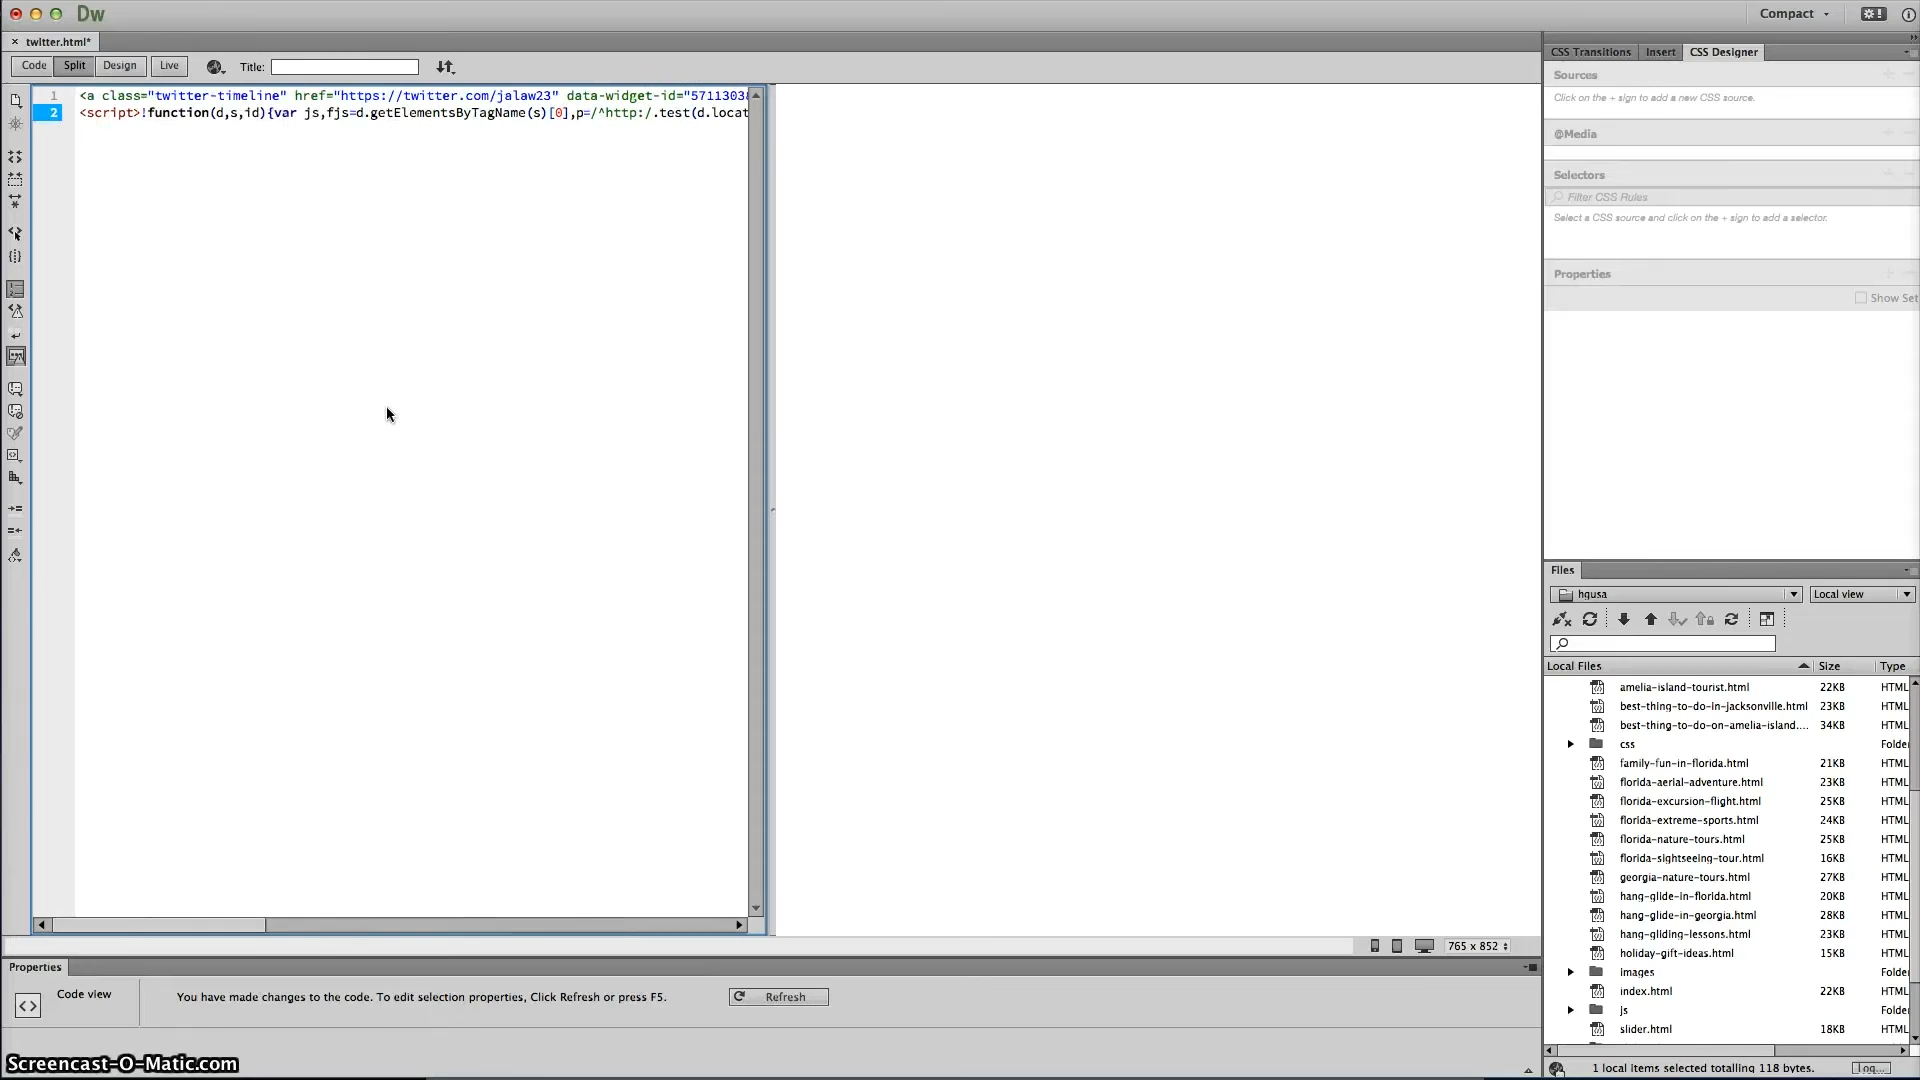 Dw
Compact
twitter.html*
Code Split Design Live Title:
1 <a class="twitter-timeline" href="https://twitter.com/jalaw23" data-widget-id="5711303
2 <script>!function(d,s,id){var js,fjs=d.getElementsByTagName(s)[0],p=/^http:/.test(d.locat
CSS Transitions Insert CSS Designer
Sources
Click on the + sign to add a new CSS source.
@Media
Selectors
Filter CSS Rules
Select a CSS source and click on the + sign to add a selector.
Properties
Show Set
Files
hgusa Local view
Local Files Size Type
amelia-island-tourist.html 22KB HTML
best-thing-to-do-in-jacksonville.html 23KB HTML
best-thing-to-do-on-amelia-island.... 34KB HTML
css Folde
family-fun-in-florida.html 21KB HTML
florida-aerial-adventure.html 23KB HTML
florida-excursion-flight.html 25KB HTML
florida-extreme-sports.html 24KB HTML
florida-nature-tours.html 25KB HTML
florida-sightseeing-tour.html 16KB HTML
georgia-nature-tours.html 27KB HTML
hang-glide-in-florida.html 20KB HTML
hang-glide-in-georgia.html 28KB HTML
hang-gliding-lessons.html 23KB HTML
holiday-gift-ideas.html 15KB HTML
images Folde
index.html 22KB HTML
js Folde
slider.html 18KB HTML
1 local items selected totalling 118 bytes. Log...
765 x 852
Properties
Code view
You have made changes to the code. To edit selection properties, Click Refresh or press F5. Refresh
Screencast-O-Matic.com